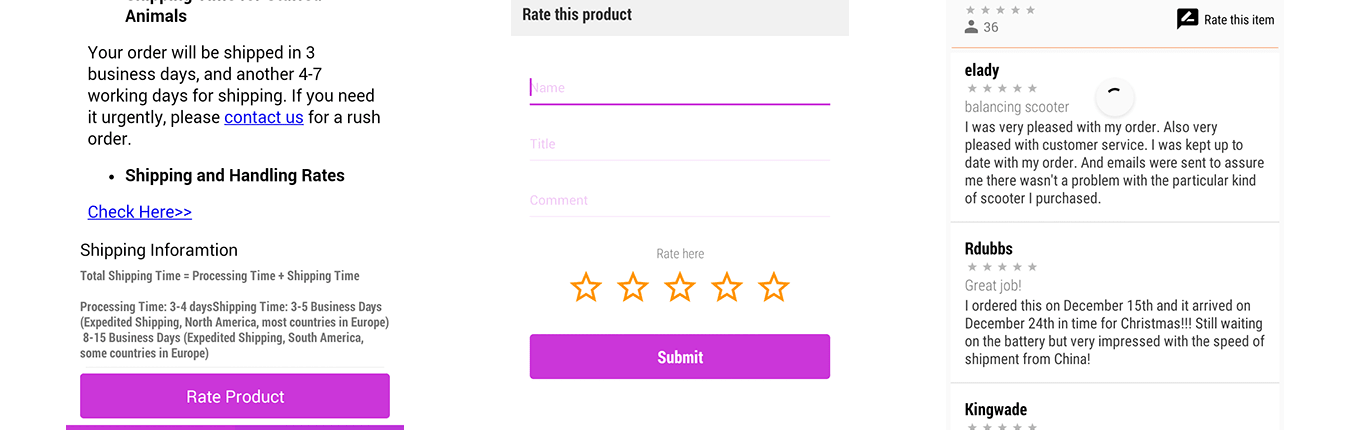 Animals
Your order will be shipped in 3
business days, and another 4-7
working days for shipping. If you need
it urgently, please contact us for a rush
order.
• Shipping and Handling Rates
Check Here>>
Shipping Inforamtion
Total Shipping Time = Processing Time + Shipping Time
Processing Time: 3-4 daysShipping Time: 3-5 Business Days
(Expedited Shipping, North America, most countries in Europe)
8-15 Business Days (Expedited Shipping, South America,
some countries in Europe)
Rate Product
Rate this product
Name
Title
Comment
Rate here
Submit
36
Rate this item
elady
balancing scooter
I was very pleased with my order. Also very
pleased with customer service. I was kept up to
date with my order. And emails were sent to assure
me there wasn't a problem with the particular kind
of scooter I purchased.
Rdubbs
Great job!
I ordered this on December 15th and it arrived on
December 24th in time for Christmas!!! Still waiting
on the battery but very impressed with the speed of
shipment from China!
Kingwade